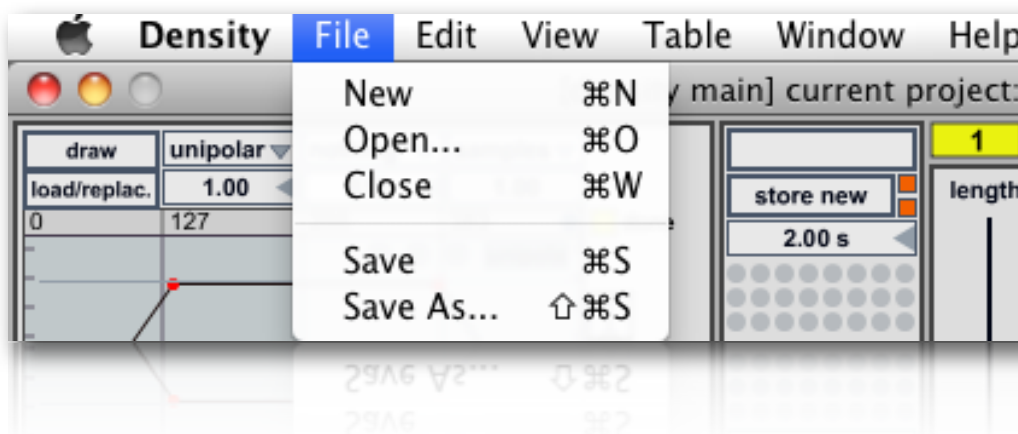 Density File Edit View Table Window Help
New ⌘N
Open... ⌘O
Close ⌘W
Save ⌘S
Save As... ⇧⌘S
main] current project:
draw unipolar
load/replac. 1.00
0 127
store new
2.00 s
1
length